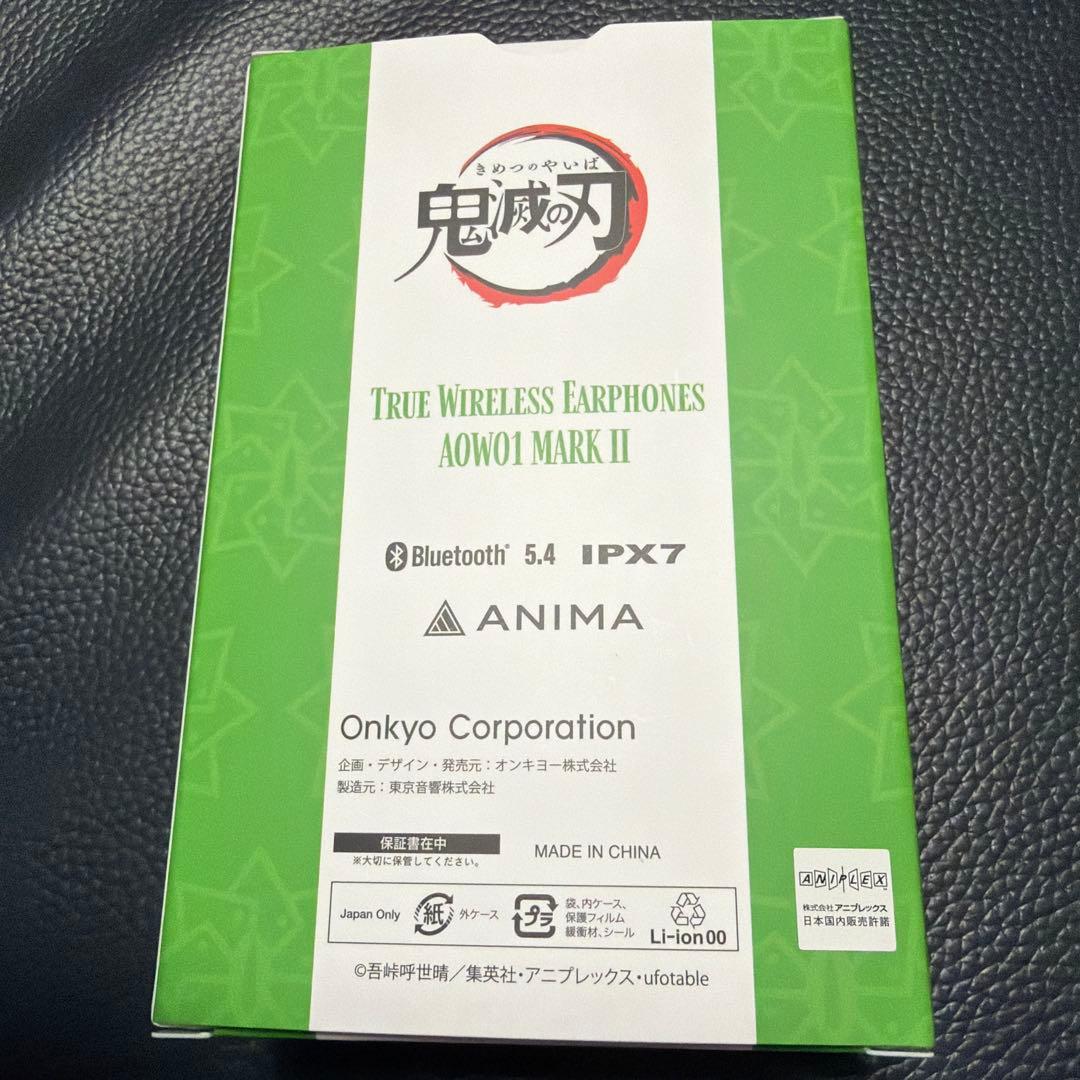 きめつのやいば
鬼滅の刃
TRUE WIRELESS EARPHONES
AOW01 MARK II
Bluetooth® 5.4 IPX7
ANIMA
Onkyo Corporation
企画・デザイン・発売元：オンキヨー株式会社
製造元：東京音響株式会社
保証書在中
※大切に保管してください。
MADE IN CHINA
Japan Only 紙 外ケース
プラ 袋、内ケース、
保護フィルム
緩衝材、シール
Li-ion 00
ANIPLEX
株式会社アニプレックス
日本国内販売許諾
©吾峠呼世晴／集英社・アニプレックス・ufotable